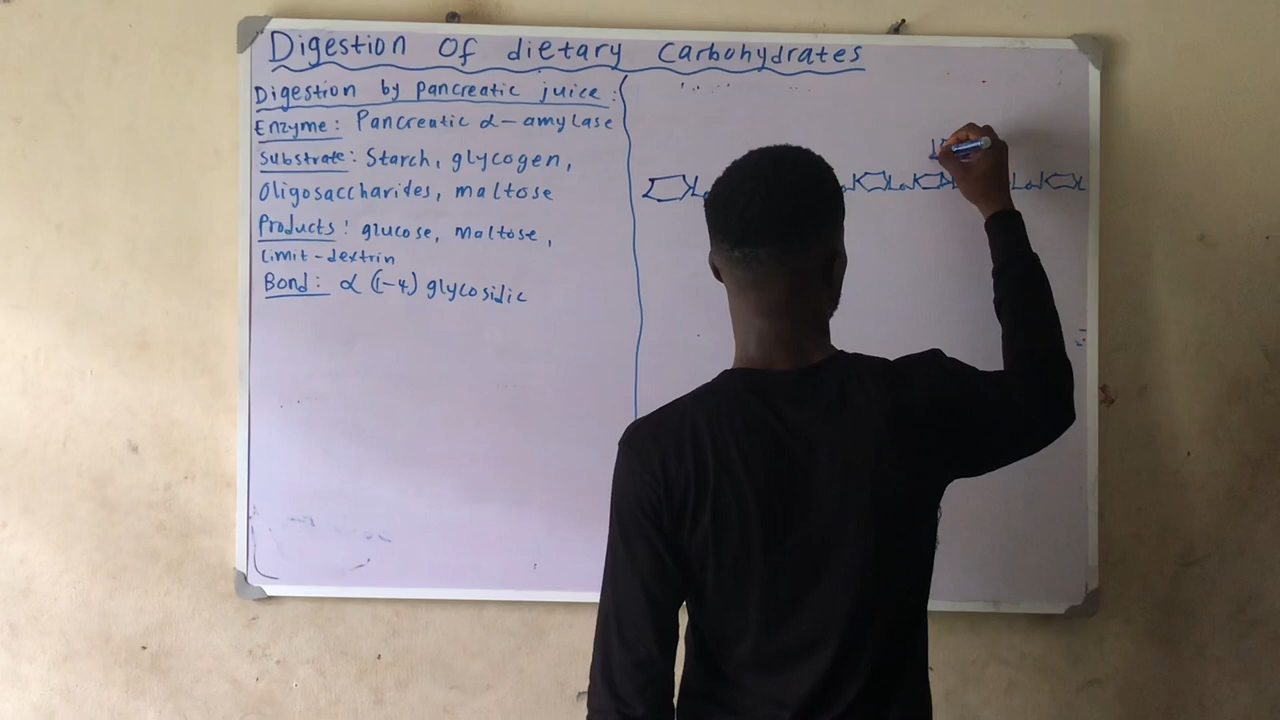 Digestion Of dietary Carbohydrates
Digestion by pancreatic juice:
Enzyme: Pancreatic α-amylase
Substrate: Starch, glycogen,
Oligosaccharides, maltose
Products: glucose, maltose,
Limit-dextrin
Bond: α (1-4) glycosidic